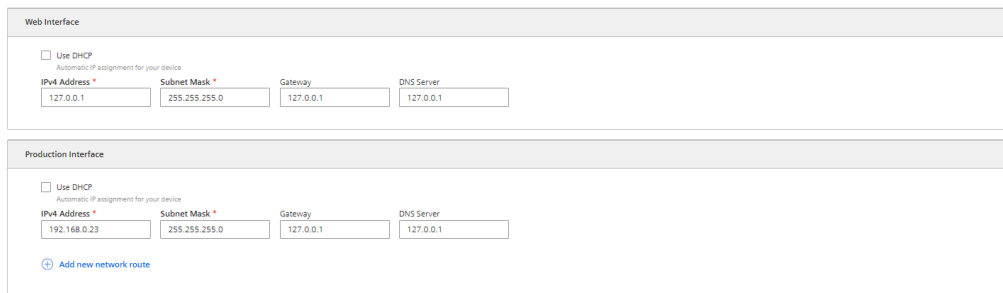 Web Interface
Use DHCP
Automatic IP assignment for your device
IPv4 Address * Subnet Mask * Gateway DNS Server
127.0.0.1 255.255.255.0 127.0.0.1 127.0.0.1
Production Interface
Use DHCP
Automatic IP assignment for your device
IPv4 Address * Subnet Mask * Gateway DNS Server
192.168.0.23 255.255.255.0 127.0.0.1 127.0.0.1
Add new network route